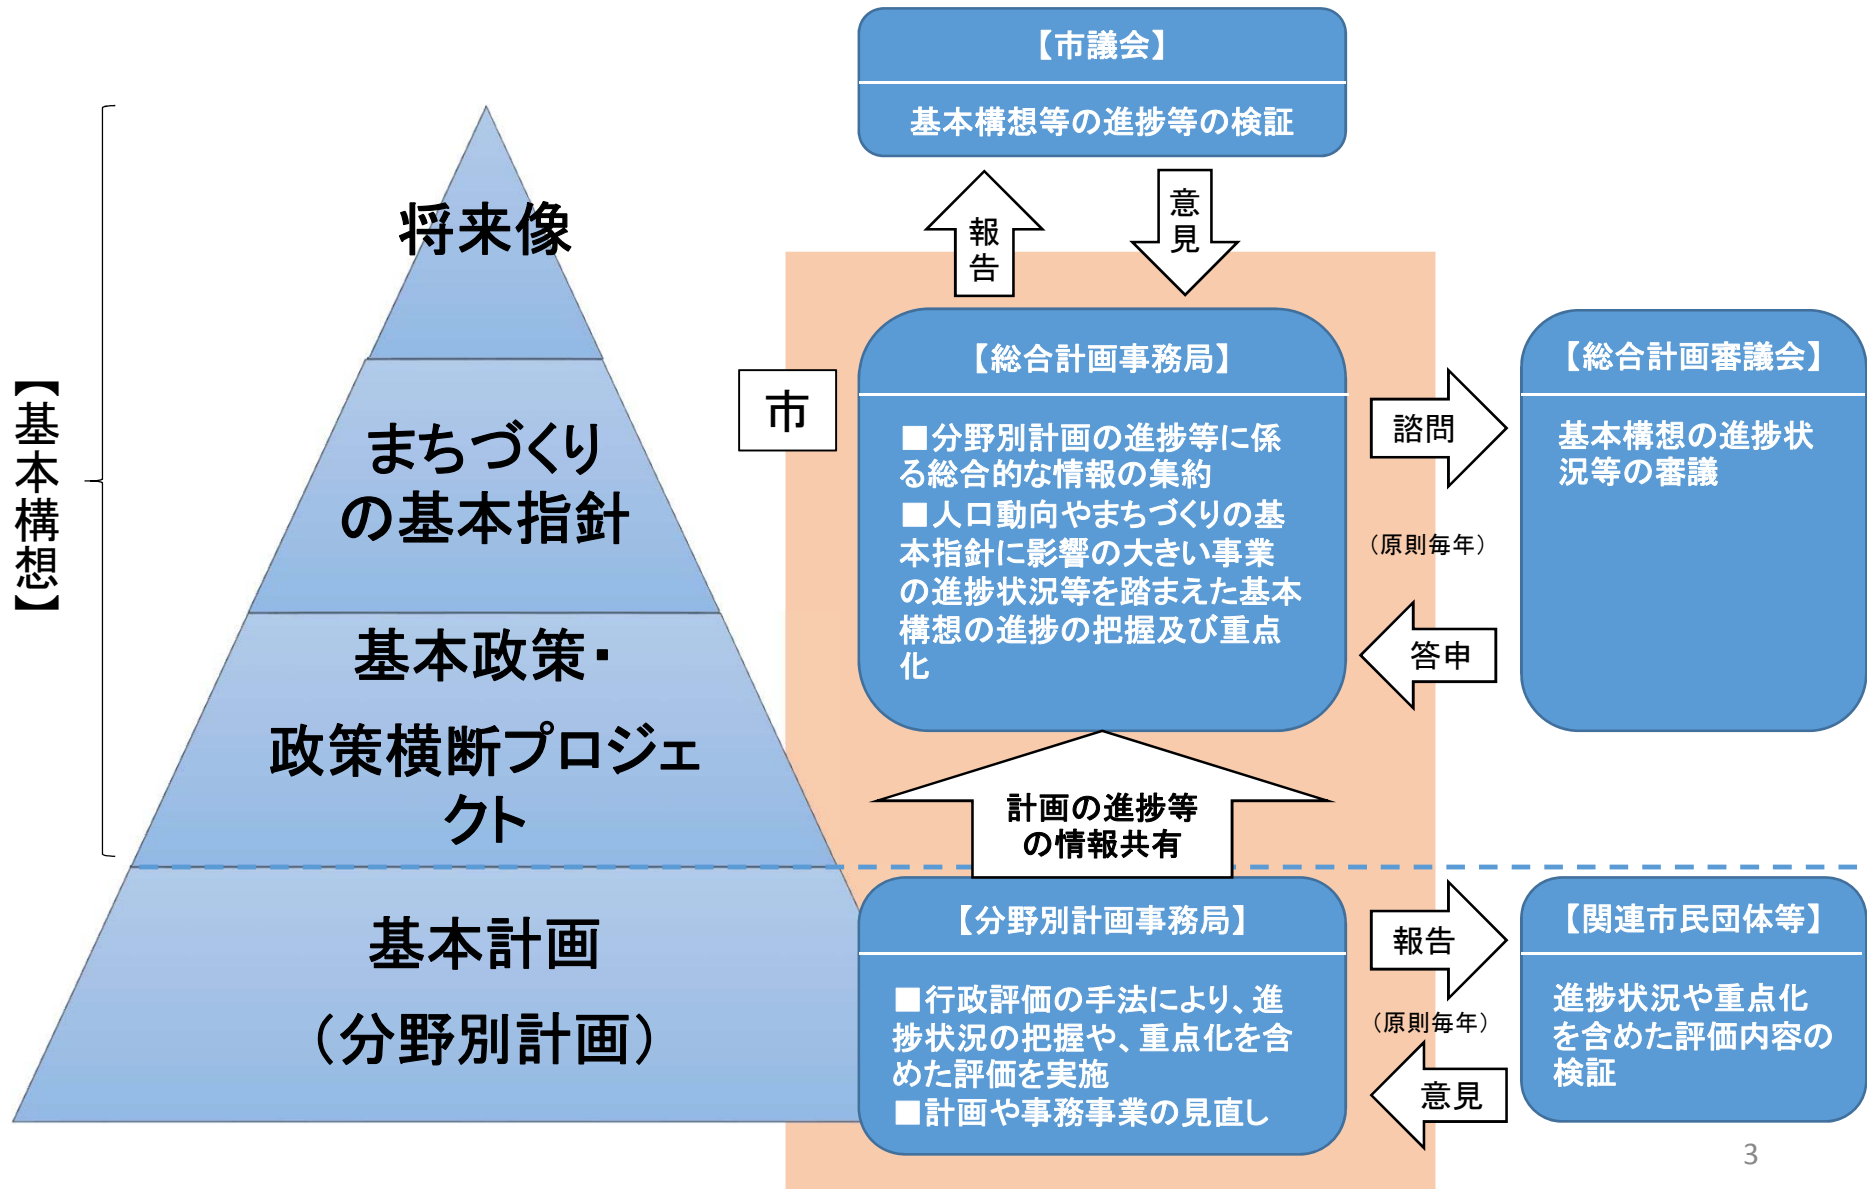 【基本構想】
将来像
まちづくり
の基本指針
基本政策・
政策横断プロジェ
クト
基本計画
（分野別計画）
【市議会】
基本構想等の進捗等の検証
報告
意見
市
【総合計画事務局】
■分野別計画の進捗等に係
る総合的な情報の集約
■人口動向やまちづくりの基
本指針に影響の大きい事業
の進捗状況等を踏まえた基本
構想の進捗の把握及び重点
化
諮問
（原則毎年）
答申
【総合計画審議会】
基本構想の進捗状
況等の審議
計画の進捗等
の情報共有
【分野別計画事務局】
■行政評価の手法により、進
捗状況の把握や、重点化を含
めた評価を実施
■計画や事務事業の見直し
報告
（原則毎年）
意見
【関連市民団体等】
進捗状況や重点化
を含めた評価内容の
検証
3